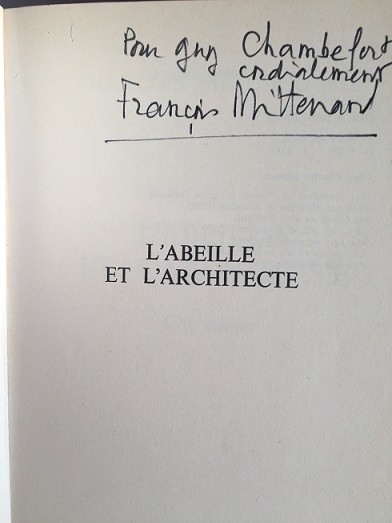 Pour guy Chambefort
cordialement
François Mitterrand
L'ABEILLE
ET L'ARCHITECTE